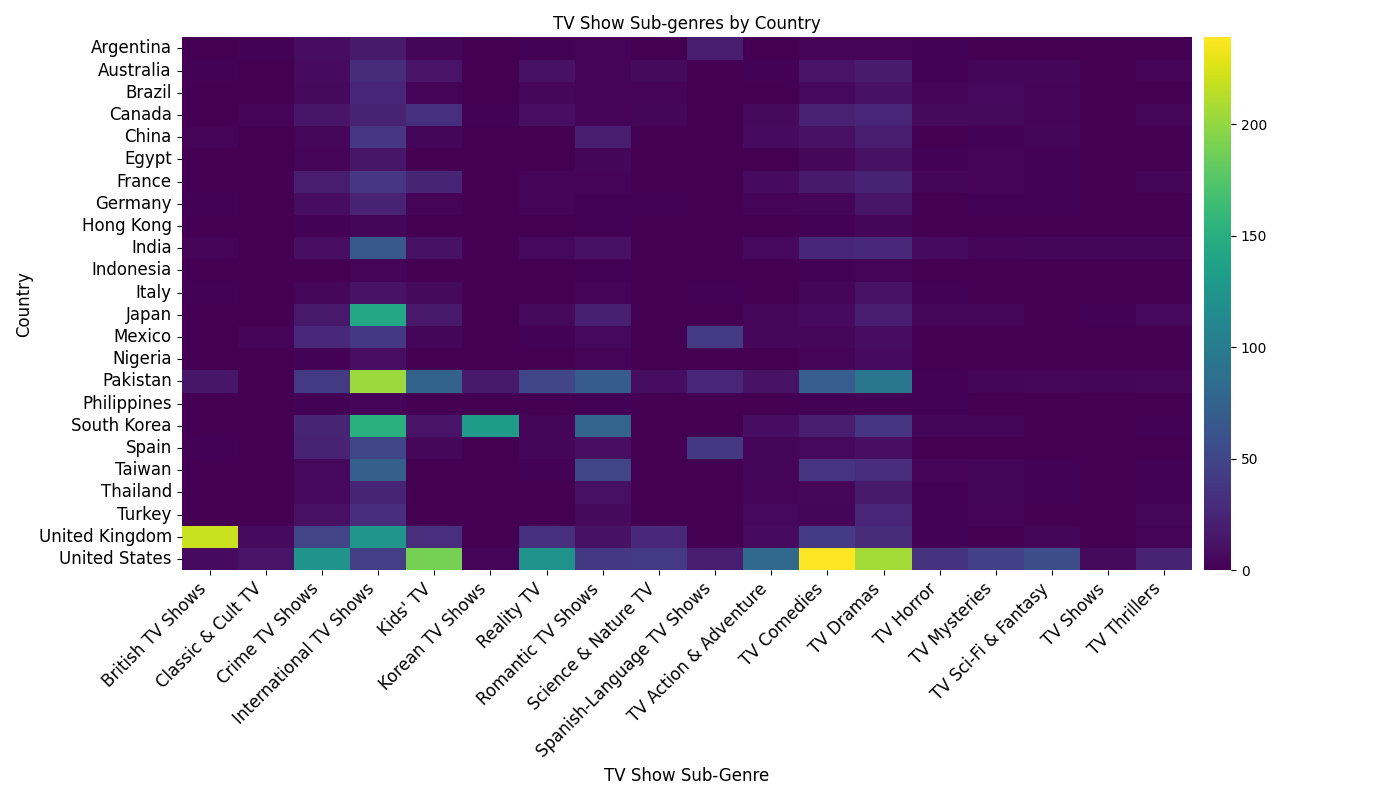 TV Show Sub-genres by Country
Country
Argentina
Australia
Brazil
Canada
China
Egypt
France
Germany
Hong Kong
India
Indonesia
Italy
Japan
Mexico
Nigeria
Pakistan
Philippines
South Korea
Spain
Taiwan
Thailand
Turkey
United Kingdom
United States
British TV Shows
Classic & Cult TV
Crime TV Shows
International TV Shows
Kids' TV
Korean TV Shows
Reality TV
Romantic TV Shows
Science & Nature TV
Spanish-Language TV Shows
TV Action & Adventure
TV Comedies
TV Dramas
TV Horror
TV Mysteries
TV Sci-Fi & Fantasy
TV Shows
TV Thrillers
TV Show Sub-Genre
200
150
100
50
0